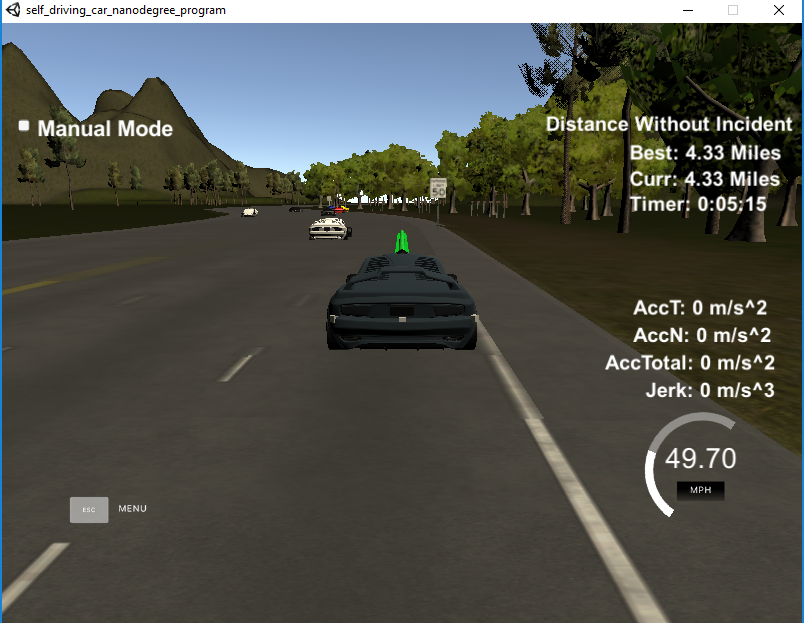 self_driving_car_nanodegree_program
Manual Mode
Distance Without Incident
Best: 4.33 Miles
Curr: 4.33 Miles
Timer: 0:05:15
50
AccT: 0 m/s^2
AccN: 0 m/s^2
AccTotal: 0 m/s^2
Jerk: 0 m/s^3
49.70
MPH
ESC MENU